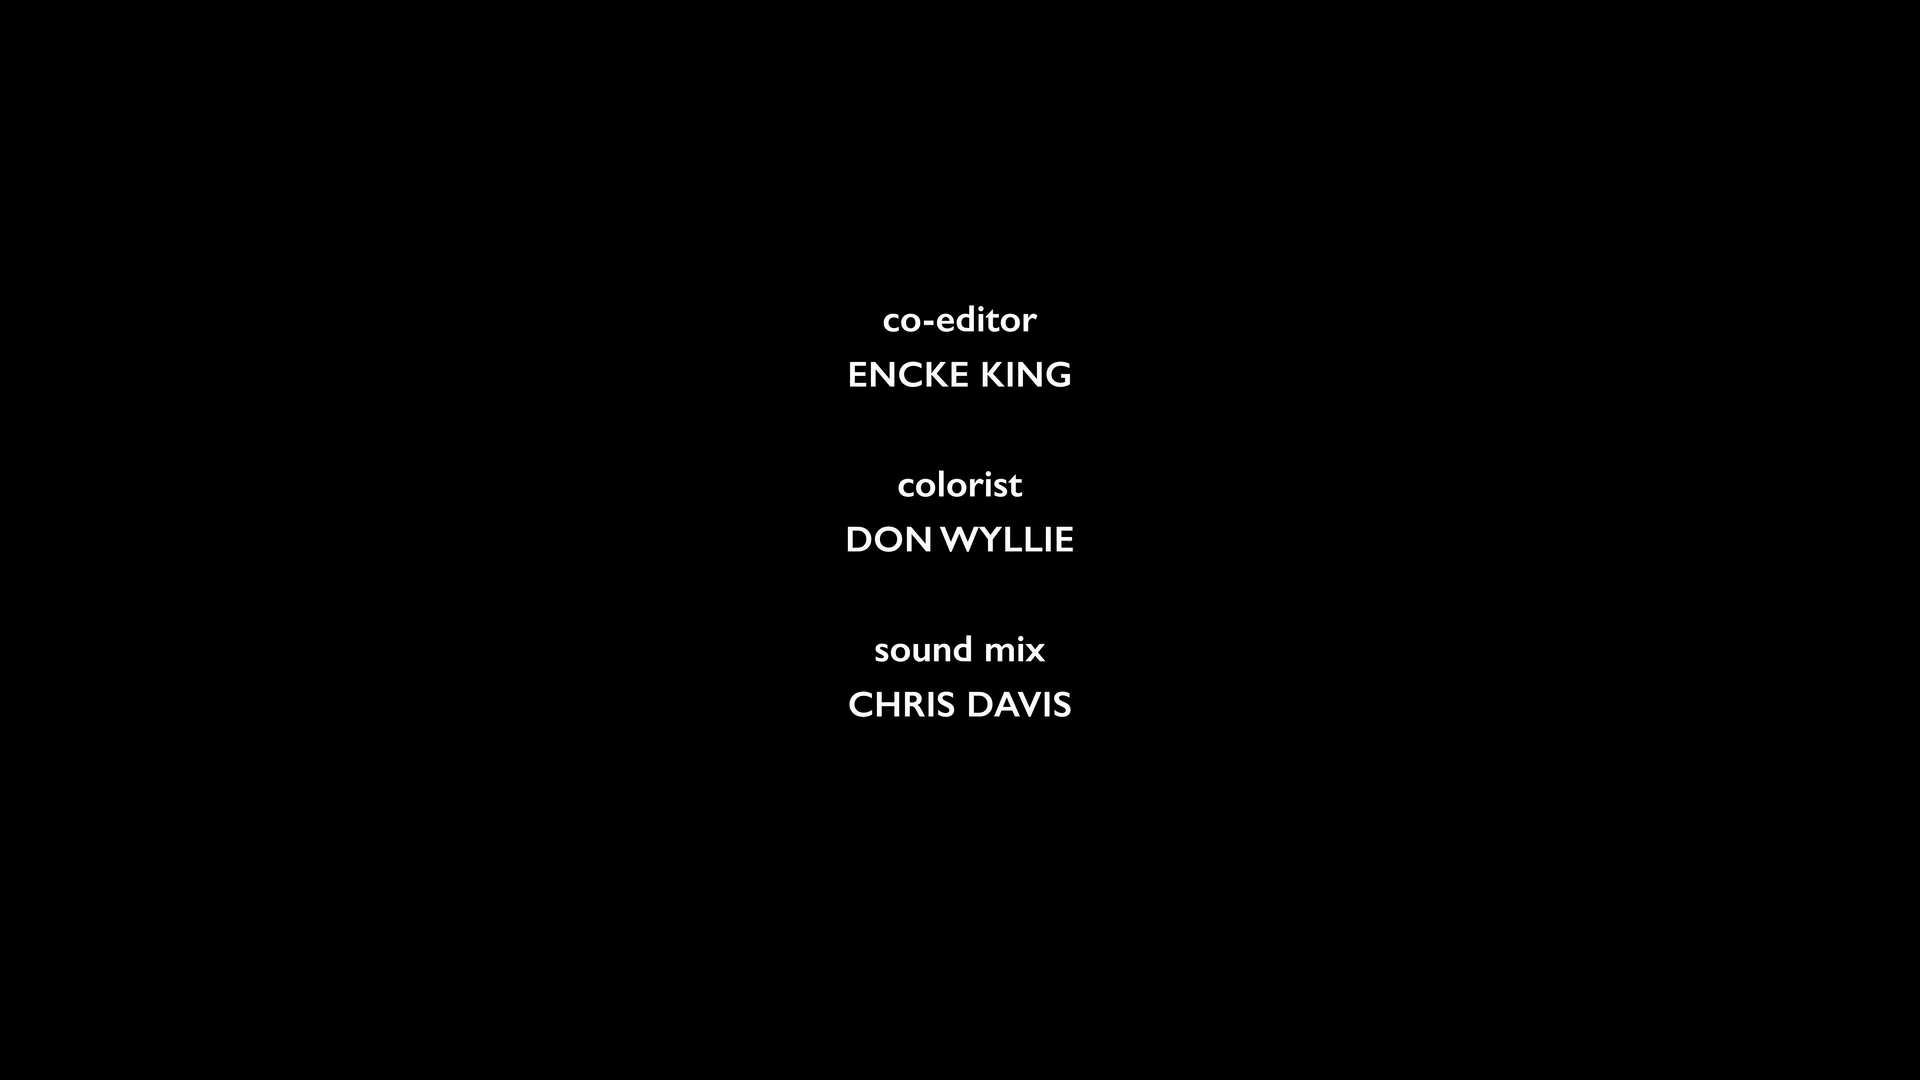 co-editor
ENCKE KING
colorist
DON WYLLIE
sound mix
CHRIS DAVIS